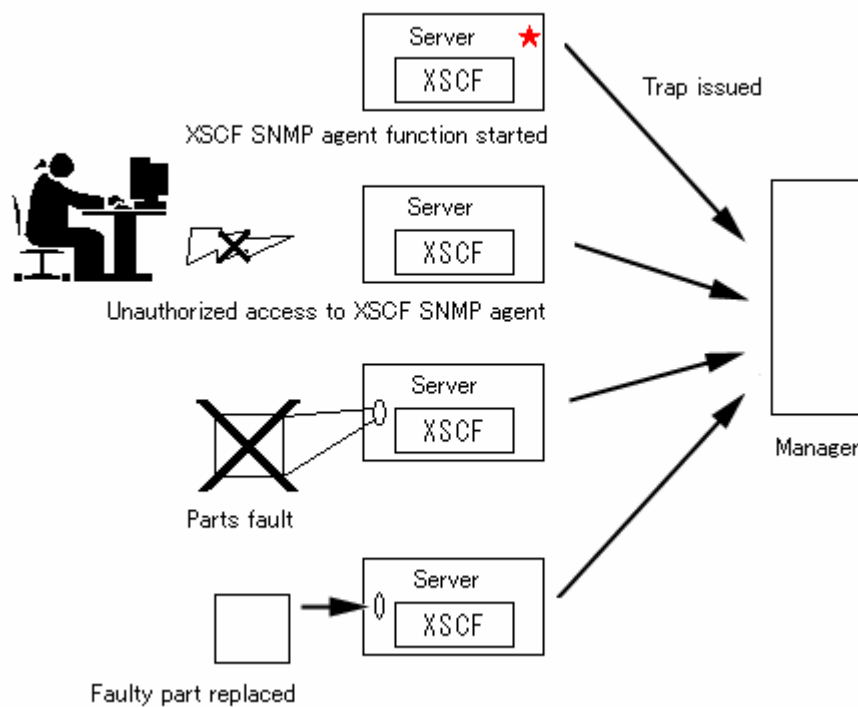 Server
XSCF
Trap issued
XSCF SNMP agent function started
Server
XSCF
Unauthorized access to XSCF SNMP agent
Server
XSCF
Manager
Parts fault
Server
XSCF
Faulty part replaced